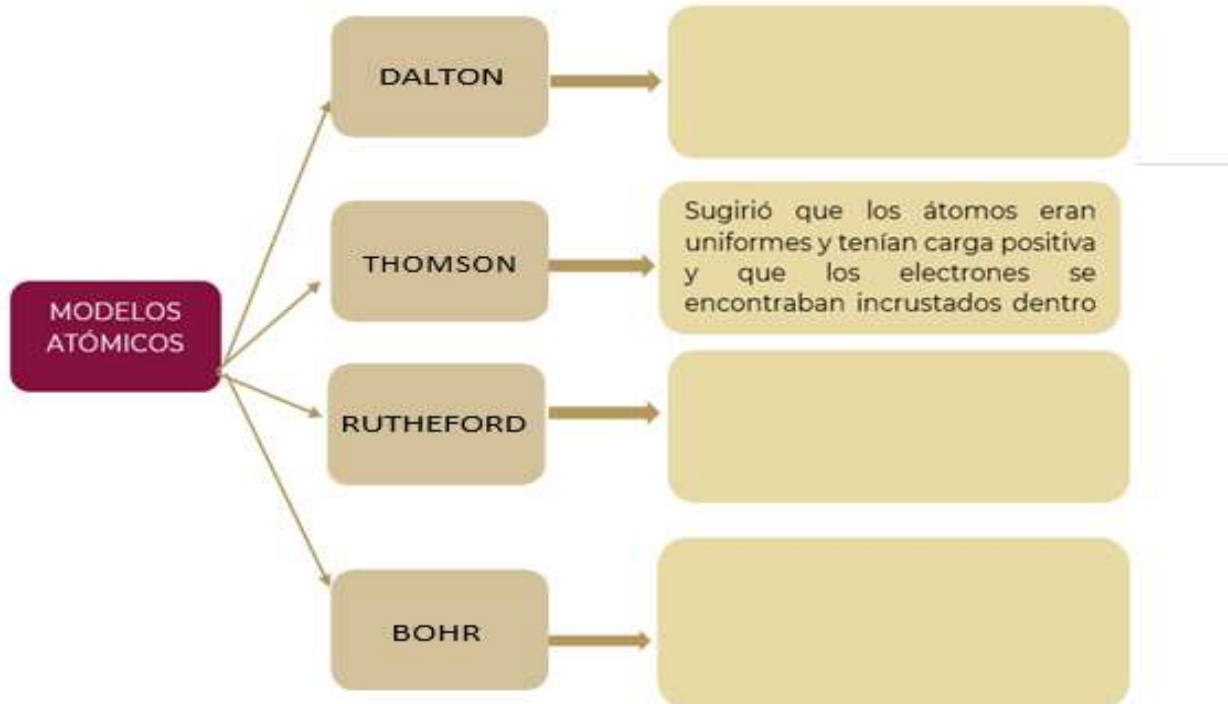 MODELOS
ATÓMICOS
DALTON
THOMSON
Sugirió que los átomos eran
uniformes y tenían carga positiva
y que los electrones se
encontraban incrustados dentro
RUTHEFORD
BOHR